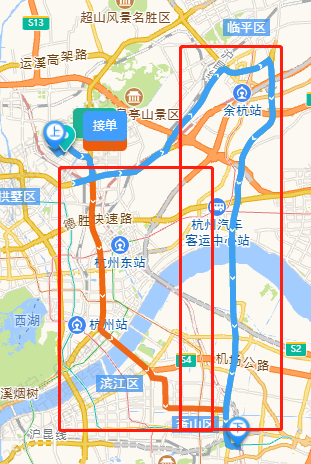 S13
超山风景名胜区
临平区
运溪高架路
余杭站
亭山景区
上
接单
拱墅区
胜快速路
杭州汽车
客运中心站
杭州东站
西湖
杭州站
S2
S4
机场公路
滨江区
溪烟树
萧山区
沪昆线
下